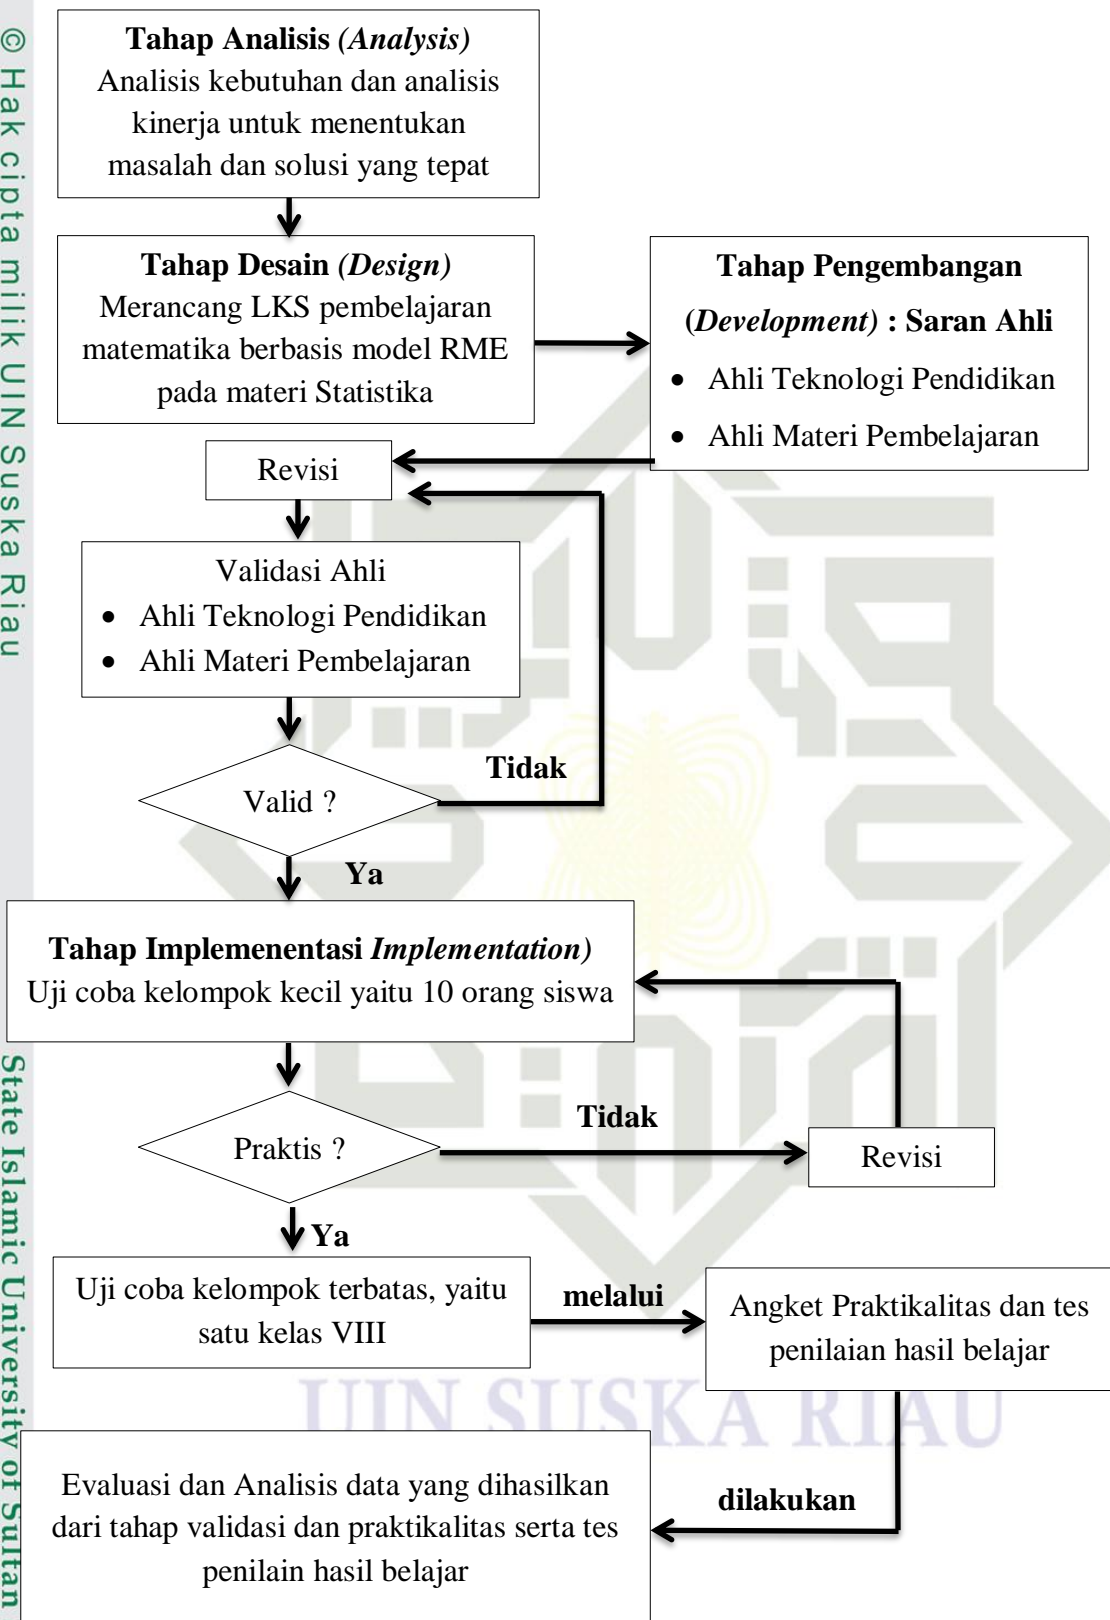 © Hak cipta milik UIN Suska Riau
State Islamic University of Sultan
Tahap Analisis (Analysis)
Analisis kebutuhan dan analisis
kinerja untuk menentukan
masalah dan solusi yang tepat
Tahap Desain (Design)
Merancang LKS pembelajaran
matematika berbasis model RME
pada materi Statistika
Tahap Pengembangan
(Development) : Saran Ahli
• Ahli Teknologi Pendidikan
• Ahli Materi Pembelajaran
Revisi
Validasi Ahli
• Ahli Teknologi Pendidikan
• Ahli Materi Pembelajaran
Valid ?
Tidak
Ya
Tahap Implemenentasi Implementation)
Uji coba kelompok kecil yaitu 10 orang siswa
Praktis ?
Tidak
Revisi
Ya
Uji coba kelompok terbatas, yaitu
satu kelas VIII
melalui
Angket Praktikalitas dan tes
penilaian hasil belajar
UIN SUSKA RIAU
dilakukan
Evaluasi dan Analisis data yang dihasilkan
dari tahap validasi dan praktikalitas serta tes
penilain hasil belajar